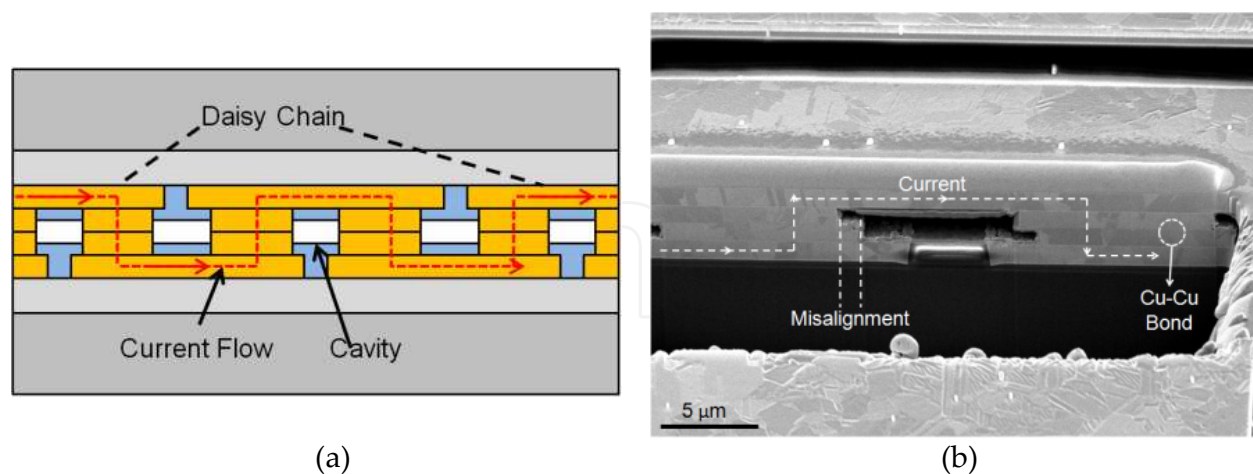 Daisy Chain
Current Flow
Cavity
(a)
Current
Misalignment
Cu-Cu
Bond
5 μm
(b)